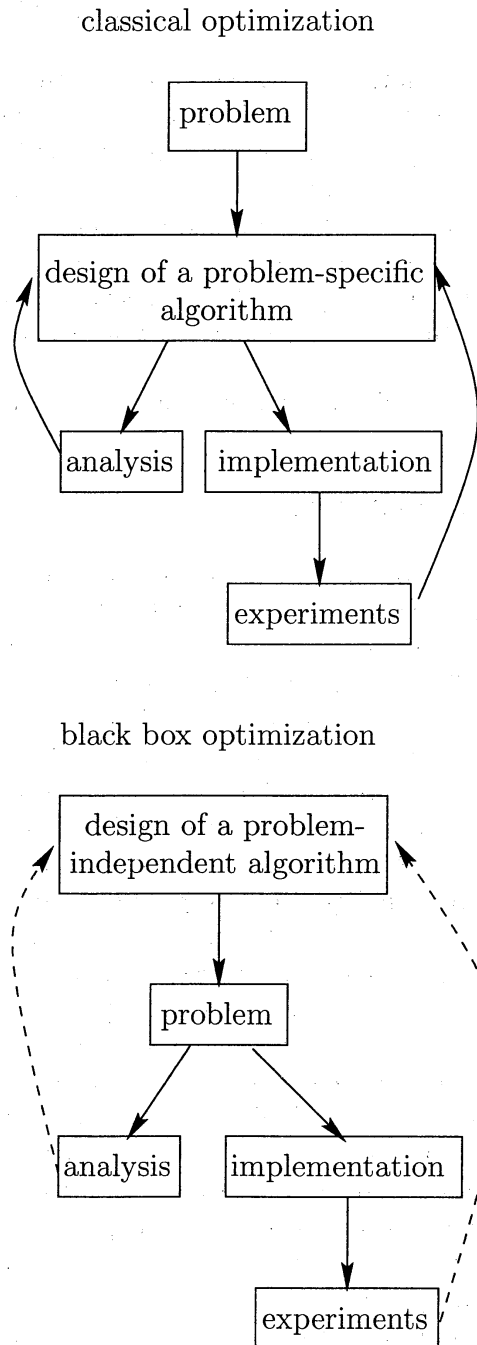 classical optimization
problem
design of a problem-specific
algorithm
analysis
implementation
experiments
black box optimization
design of a problem-
independent algorithm
problem
analysis
implementation
experiments